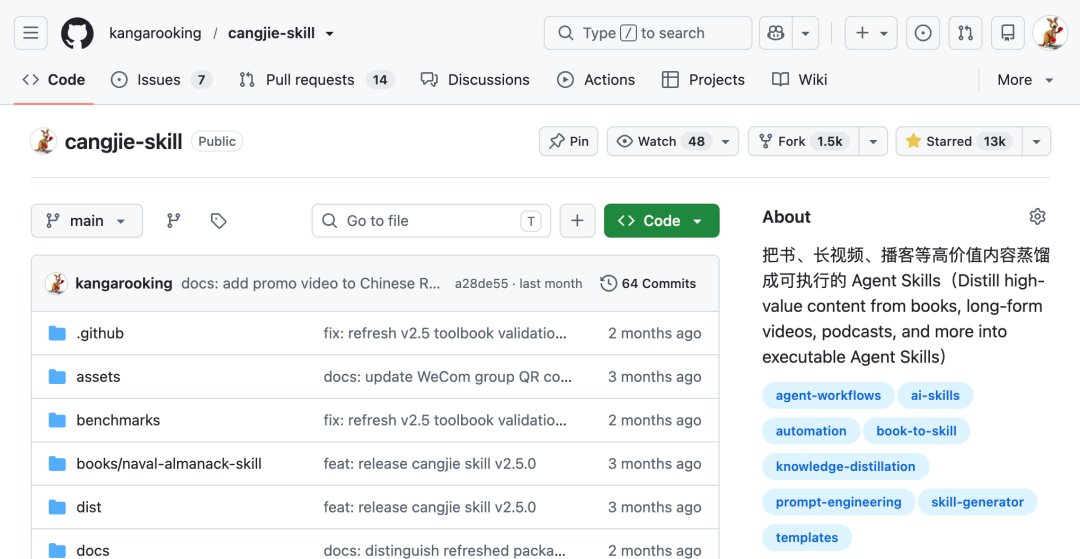 kangarooking / cangjie-skill
Type / to search
Code
Issues 7
Pull requests 14
Discussions
Actions
Projects
Wiki
More
cangjie-skill Public
Pin
Watch 48
Fork 1.5k
Starred 13k
main
Go to file T
Code
kangarooking docs: add promo video to Chinese R... a28de55 · last month 64 Commits
.github fix: refresh v2.5 toolbook validatio... 2 months ago
assets docs: update WeCom group QR co... 3 months ago
benchmarks fix: refresh v2.5 toolbook validatio... 2 months ago
books/naval-almanack-skill feat: release cangjie skill v2.5.0 3 months ago
dist feat: release cangjie skill v2.5.0 3 months ago
docs docs: distinguish refreshed packa... 2 months ago
About
把书、长视频、播客等高价值内容蒸馏
成可执行的 Agent Skills（Distill high-
value content from books, long-form
videos, podcasts, and more into
executable Agent Skills）
agent-workflows ai-skills
automation book-to-skill
knowledge-distillation
prompt-engineering skill-generator
templates